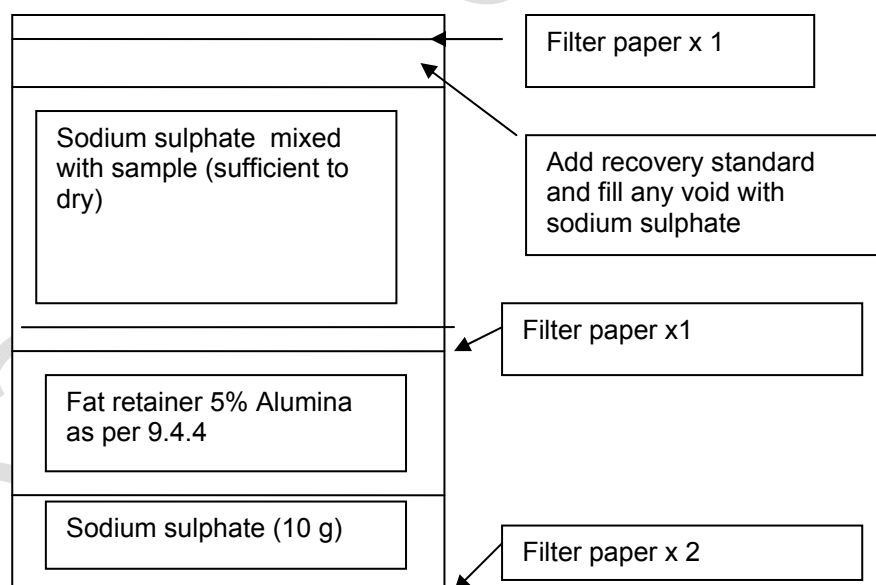 Filter paper x 1
Sodium sulphate mixed
with sample (sufficient to
dry)
Add recovery standard
and fill any void with
sodium sulphate
Filter paper x1
Fat retainer 5% Alumina
as per 9.4.4
Sodium sulphate (10 g)
Filter paper x 2